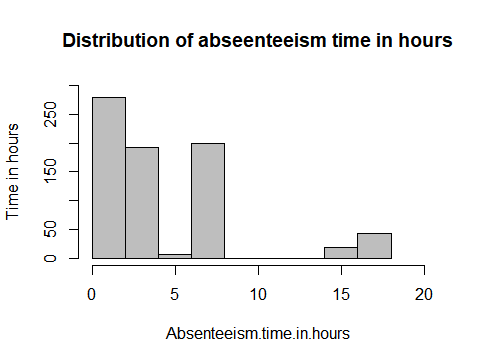 Distribution of abseenteeism time in hours
Time in hours
250
150
50
0
0 5 10 15 20
Absenteeism.time.in.hours